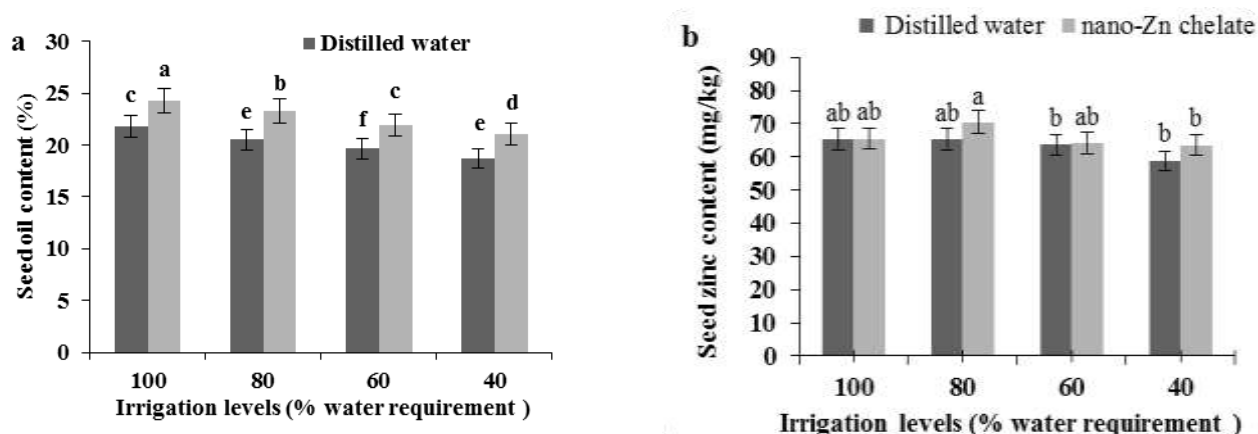 a
■ Distilled water
Seed oil content (%)
30
25
20
15
10
5
0
c a e b f c e d
100 80 60 40
Irrigation levels (% water requirement )
b
■ Distilled water ■ nano-Zn chelate
Seed zinc content (mg/kg)
90
80
70
60
50
40
30
20
10
0
ab ab ab a b ab b b
100 80 60 40
Irrigation levels (% water requirement )